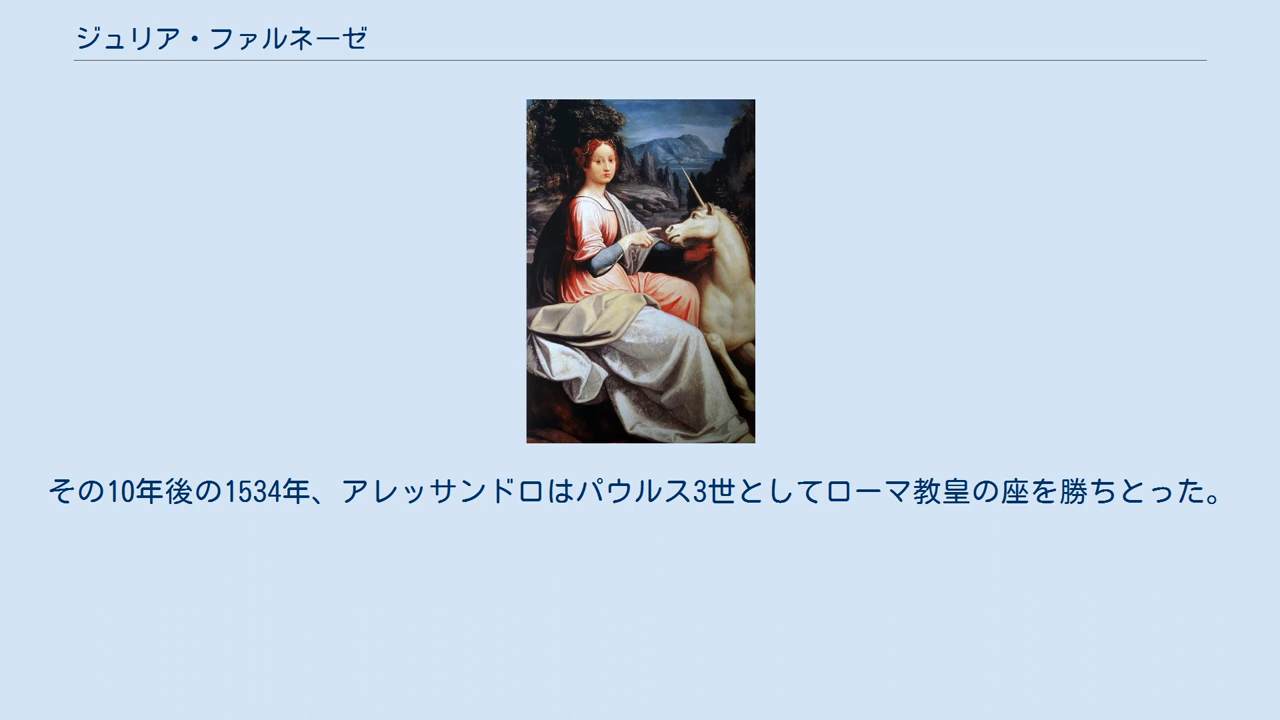 ジュリア・ファルネーゼ
その10年後の1534年、アレッサンドロはパウルス3世としてローマ教皇の座を勝ちとった。